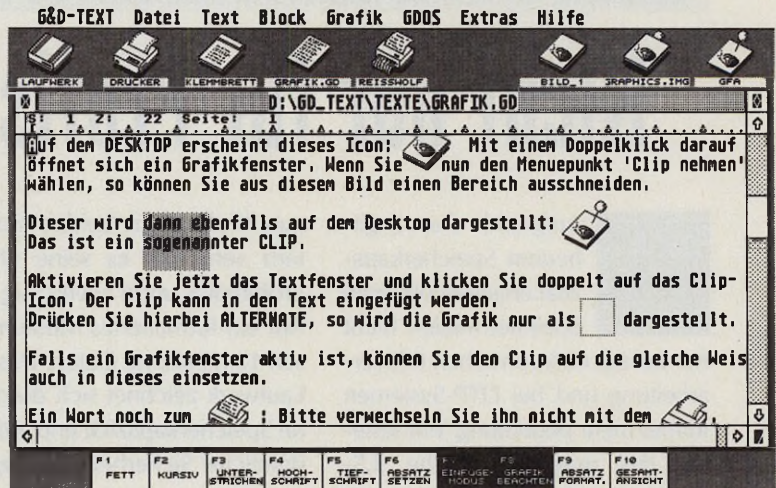 G&D-TEXT Datei Text Block Grafik GDOS Extras Hilfe
LAUFWERK DRUCKER KLEMMBRETT GRAFIK.GD REISSWOLF BILD_1 GRAPHICS.IMG GFA
D:\GD_TEXT\TEXTE\GRAFIK.GD
S: 1 Z: 22 Seite: 1
Auf dem DESKTOP erscheint dieses Icon: Mit einem Doppelklick darauf
öffnet sich ein Grafikfenster. Wenn Sie nun den Menuepunkt 'Clip nehmen'
wählen, so können Sie aus diesem Bild einen Bereich ausschneiden.
Dieser wird dann ebenfalls auf dem Desktop dargestellt:
Das ist ein sogenannter CLIP.
Aktivieren Sie jetzt das Textfenster und klicken Sie doppelt auf das Clip-
Icon. Der Clip kann in den Text eingefügt werden.
Drücken Sie hierbei ALTERNATE, so wird die Grafik nur als dargestellt.
Falls ein Grafikfenster aktiv ist, können Sie den Clip auf die gleiche Weis
auch in dieses einsetzen.
Ein Wort noch zum : Bitte verwechseln Sie ihn nicht mit dem
F1 F2 F3 F4 F5 F6 F7 F8 F9 F10
FETT KURSIV UNTER- HOCH- TIEF- ABSATZ EINFÜGE- GRAFIK ABSATZ GESAMT-
STRICHEN SCHRIFT SCHRIFT SETZEN MODUS BEACHTEN FORMAT. ANSICHT